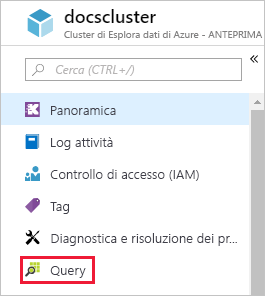 docscluster
Cluster di Esplora dati di Azure - ANTEPRIMA
Cerca (CTRL+/)
Panoramica
Log attività
Controllo di accesso (IAM)
Tag
Diagnostica e risoluzione dei pr...
Query